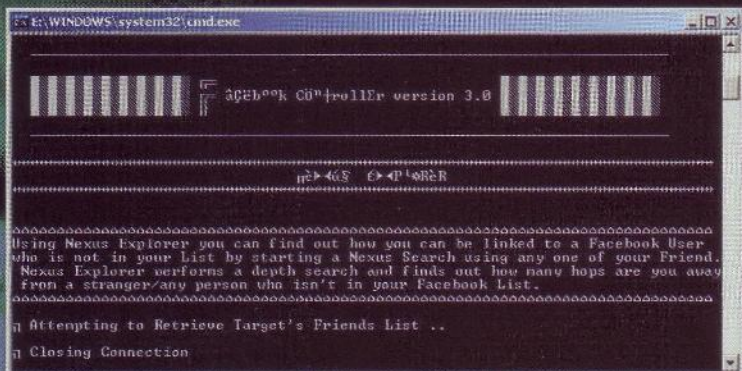 E:\WINDOWS\system32\cmd.exe
âÇëb°°k Cöⁿ†rollΣr version 3.0
Using Nexus Explorer you can find out how you can be linked to a Facebook User
who is not in your List by starting a Nexus Search using any one of your Friend.
Nexus Explorer performs a depth search and finds out how many hops are you away
from a stranger/any person who isn't in your Facebook List.
Attempting to Retrieve Target's Friends List ..
Closing Connection